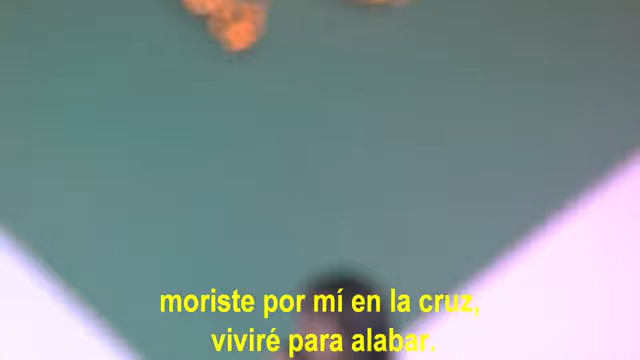 moriste por mí en la cruz,
viviré para alabar.